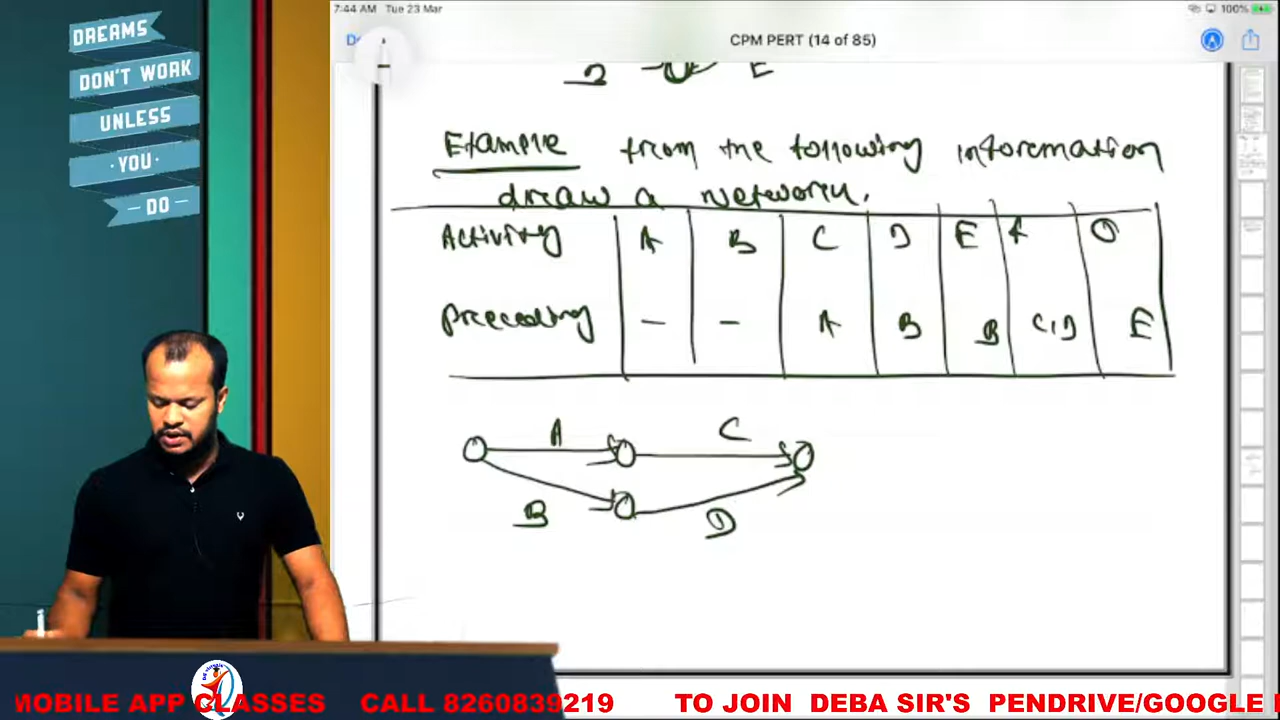 DREAMS
DON'T WORK
UNLESS
YOU
DO
7:44 AM Tue 23 Mar
100%
CPM PERT (14 of 85)
E
Example from the following information
draw a network.
Activity A B C D E F G
Preceding — — A B B C,D E
A C
B D
MOBILE APP CLASSES CALL 8260839219 TO JOIN DEBA SIR'S PENDRIVE/GOOGLE